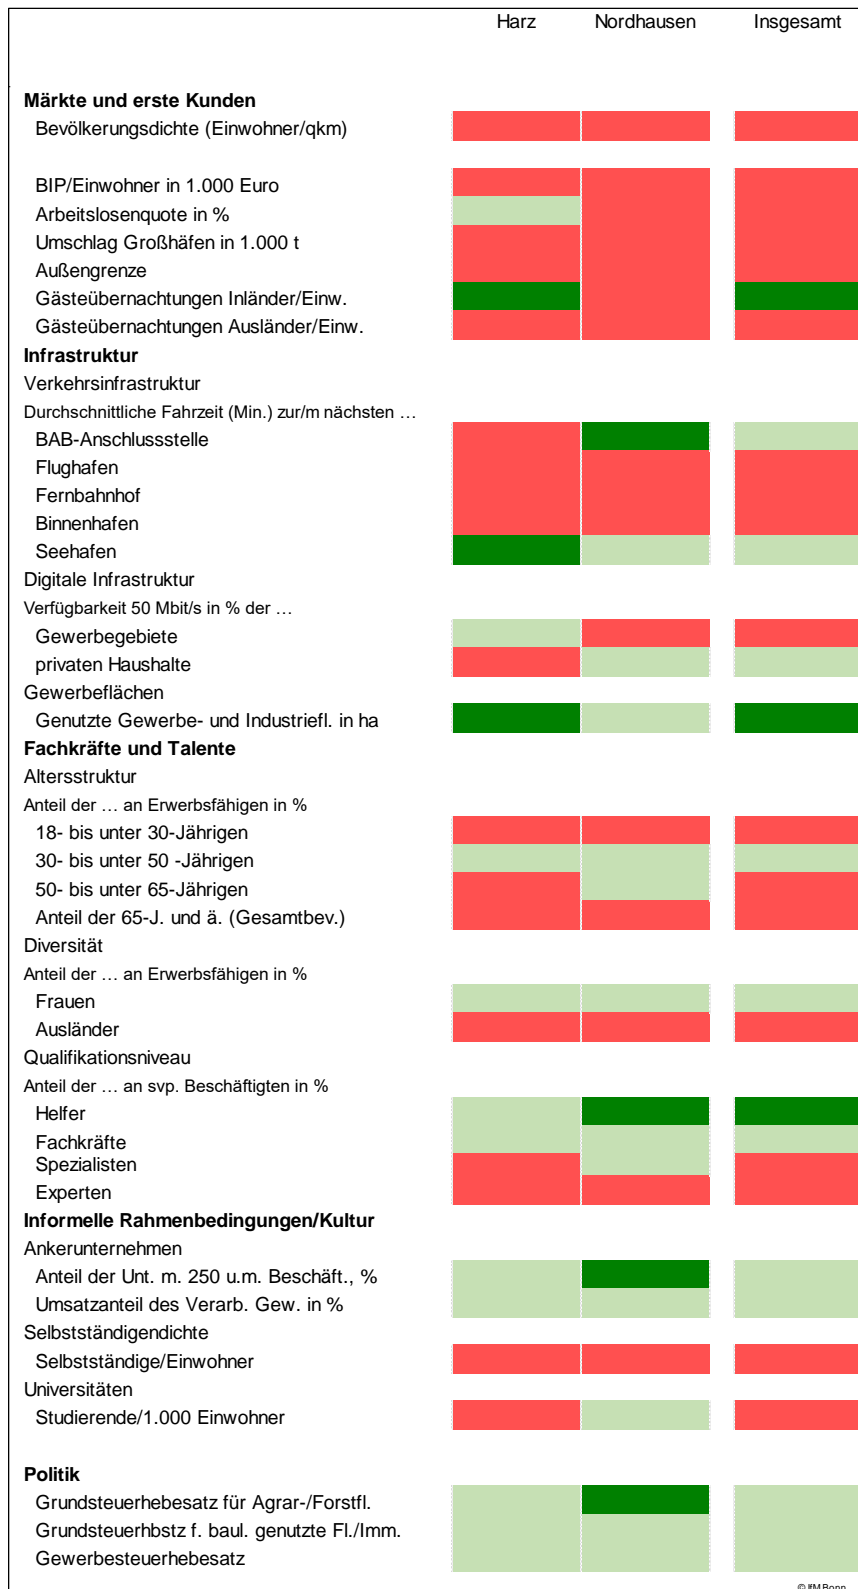 Harz Nordhausen Insgesamt
Märkte und erste Kunden
Bevölkerungsdichte (Einwohner/qkm)
BIP/Einwohner in 1.000 Euro
Arbeitslosenquote in %
Umschlag Großhäfen in 1.000 t
Außengrenze
Gästeübernachtungen Inländer/Einw.
Gästeübernachtungen Ausländer/Einw.
Infrastruktur
Verkehrsinfrastruktur
Durchschnittliche Fahrzeit (Min.) zur/m nächsten …
BAB-Anschlussstelle
Flughafen
Fernbahnhof
Binnenhafen
Seehafen
Digitale Infrastruktur
Verfügbarkeit 50 Mbit/s in % der …
Gewerbegebiete
privaten Haushalte
Gewerbeflächen
Genutzte Gewerbe- und Industriefl. in ha
Fachkräfte und Talente
Altersstruktur
Anteil der … an Erwerbsfähigen in %
18- bis unter 30-Jährigen
30- bis unter 50 -Jährigen
50- bis unter 65-Jährigen
Anteil der 65-J. und ä. (Gesamtbev.)
Diversität
Anteil der … an Erwerbsfähigen in %
Frauen
Ausländer
Qualifikationsniveau
Anteil der … an svp. Beschäftigten in %
Helfer
Fachkräfte
Spezialisten
Experten
Informelle Rahmenbedingungen/Kultur
Ankerunternehmen
Anteil der Unt. m. 250 u.m. Beschäft., %
Umsatzanteil des Verarb. Gew. in %
Selbstständigendichte
Selbstständige/Einwohner
Universitäten
Studierende/1.000 Einwohner
Politik
Grundsteuerhebesatz für Agrar-/Forstfl.
Grundsteuerhbstz f. baul. genutzte Fl./Imm.
Gewerbesteuerhebesatz
© IfM Bonn